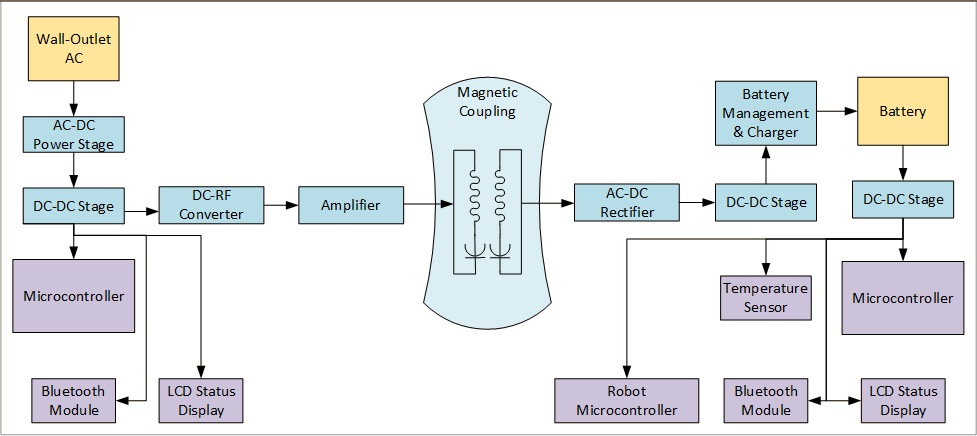 Wall-Outlet
AC
AC-DC
Power Stage
DC-DC Stage
DC-RF
Converter
Amplifier
Magnetic
Coupling
AC-DC
Rectifier
DC-DC Stage
Battery
Management
& Charger
Battery
DC-DC Stage
Microcontroller
Bluetooth
Module
LCD Status
Display
Temperature
Sensor
Microcontroller
Robot
Microcontroller
Bluetooth
Module
LCD Status
Display